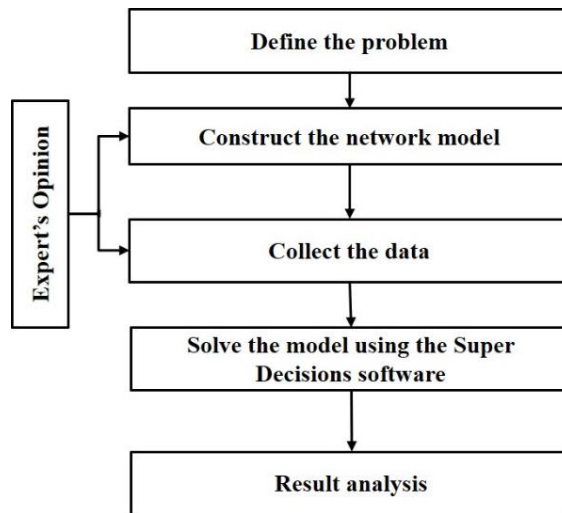 Define the problem
Expert's Opinion
Construct the network model
Collect the data
Solve the model using the Super
Decisions software
Result analysis